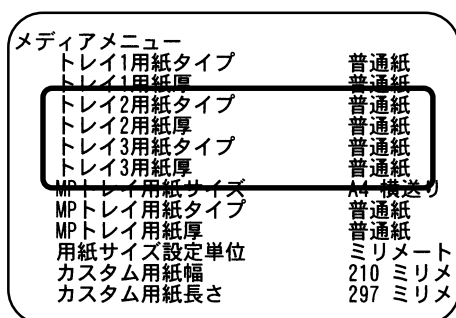 メディアメニュー
トレイ1用紙タイプ 普通紙
トレイ1用紙厚 普通紙
トレイ2用紙タイプ 普通紙
トレイ2用紙厚 普通紙
トレイ3用紙タイプ 普通紙
トレイ3用紙厚 普通紙
MPトレイ用紙サイズ A4 横送り
MPトレイ用紙タイプ 普通紙
MPトレイ用紙厚 普通紙
用紙サイズ設定単位 ミリメート
カスタム用紙幅 210 ミリメ
カスタム用紙長さ 297 ミリメ